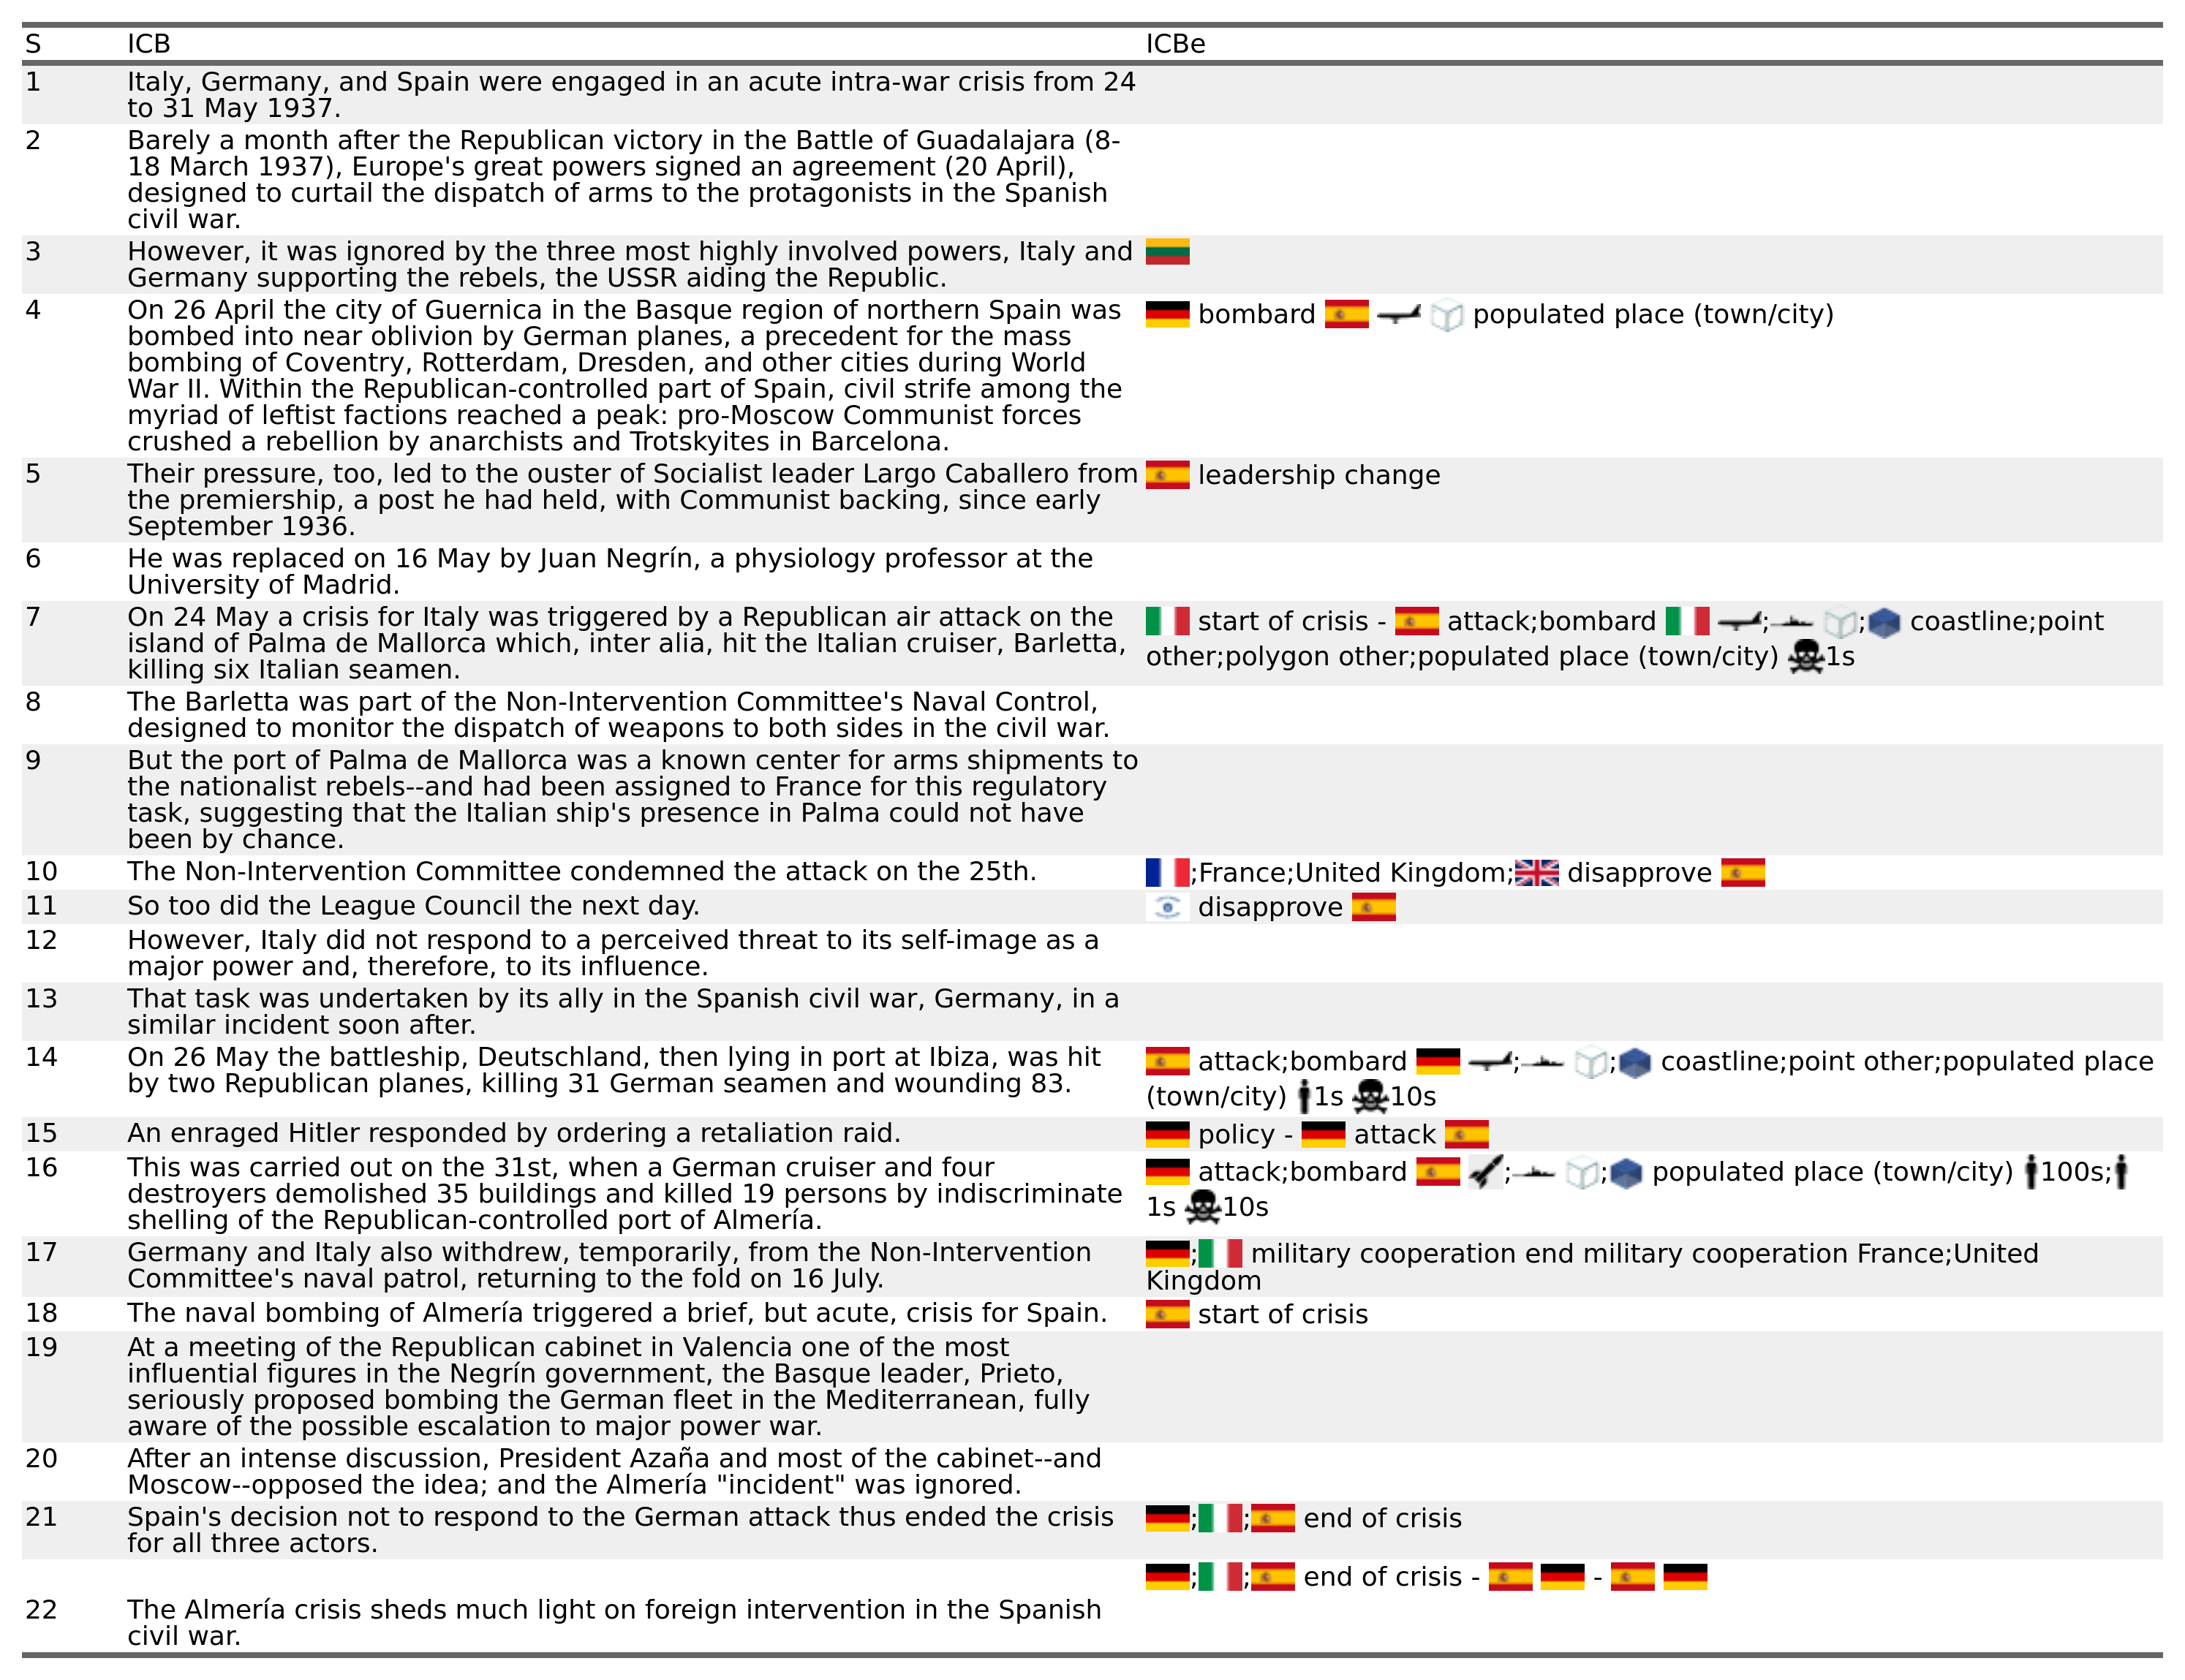 S ICB ICBe
1 Italy, Germany, and Spain were engaged in an acute intra-war crisis from 24
to 31 May 1937.
2 Barely a month after the Republican victory in the Battle of Guadalajara (8-
18 March 1937), Europe's great powers signed an agreement (20 April),
designed to curtail the dispatch of arms to the protagonists in the Spanish
civil war.
3 However, it was ignored by the three most highly involved powers, Italy and
Germany supporting the rebels, the USSR aiding the Republic.
4 On 26 April the city of Guernica in the Basque region of northern Spain was
bombed into near oblivion by German planes, a precedent for the mass
bombing of Coventry, Rotterdam, Dresden, and other cities during World
War II. Within the Republican-controlled part of Spain, civil strife among the
myriad of leftist factions reached a peak: pro-Moscow Communist forces
crushed a rebellion by anarchists and Trotskyites in Barcelona.
bombard populated place (town/city)
5 Their pressure, too, led to the ouster of Socialist leader Largo Caballero from
the premiership, a post he had held, with Communist backing, since early
September 1936.
leadership change
6 He was replaced on 16 May by Juan Negrín, a physiology professor at the
University of Madrid.
7 On 24 May a crisis for Italy was triggered by a Republican air attack on the
island of Palma de Mallorca which, inter alia, hit the Italian cruiser, Barletta,
killing six Italian seamen.
start of crisis - attack;bombard ; ; coastline;point
other;polygon other;populated place (town/city) 1s
8 The Barletta was part of the Non-Intervention Committee's Naval Control,
designed to monitor the dispatch of weapons to both sides in the civil war.
9 But the port of Palma de Mallorca was a known center for arms shipments to
the nationalist rebels--and had been assigned to France for this regulatory
task, suggesting that the Italian ship's presence in Palma could not have
been by chance.
10 The Non-Intervention Committee condemned the attack on the 25th.
;France;United Kingdom; disapprove
11 So too did the League Council the next day.
disapprove
12 However, Italy did not respond to a perceived threat to its self-image as a
major power and, therefore, to its influence.
13 That task was undertaken by its ally in the Spanish civil war, Germany, in a
similar incident soon after.
14 On 26 May the battleship, Deutschland, then lying in port at Ibiza, was hit
by two Republican planes, killing 31 German seamen and wounding 83.
attack;bombard ; ; coastline;point other;populated place
(town/city) 1s 10s
15 An enraged Hitler responded by ordering a retaliation raid.
policy - attack
16 This was carried out on the 31st, when a German cruiser and four
destroyers demolished 35 buildings and killed 19 persons by indiscriminate
shelling of the Republican-controlled port of Almería.
attack;bombard ; ; populated place (town/city) 100s;
1s 10s
17 Germany and Italy also withdrew, temporarily, from the Non-Intervention
Committee's naval patrol, returning to the fold on 16 July.
; military cooperation end military cooperation France;United
Kingdom
18 The naval bombing of Almería triggered a brief, but acute, crisis for Spain.
start of crisis
19 At a meeting of the Republican cabinet in Valencia one of the most
influential figures in the Negrín government, the Basque leader, Prieto,
seriously proposed bombing the German fleet in the Mediterranean, fully
aware of the possible escalation to major power war.
20 After an intense discussion, President Azaña and most of the cabinet--and
Moscow--opposed the idea; and the Almería "incident" was ignored.
21 Spain's decision not to respond to the German attack thus ended the crisis
for all three actors.
; ; end of crisis
; ; end of crisis - -
22 The Almería crisis sheds much light on foreign intervention in the Spanish
civil war.